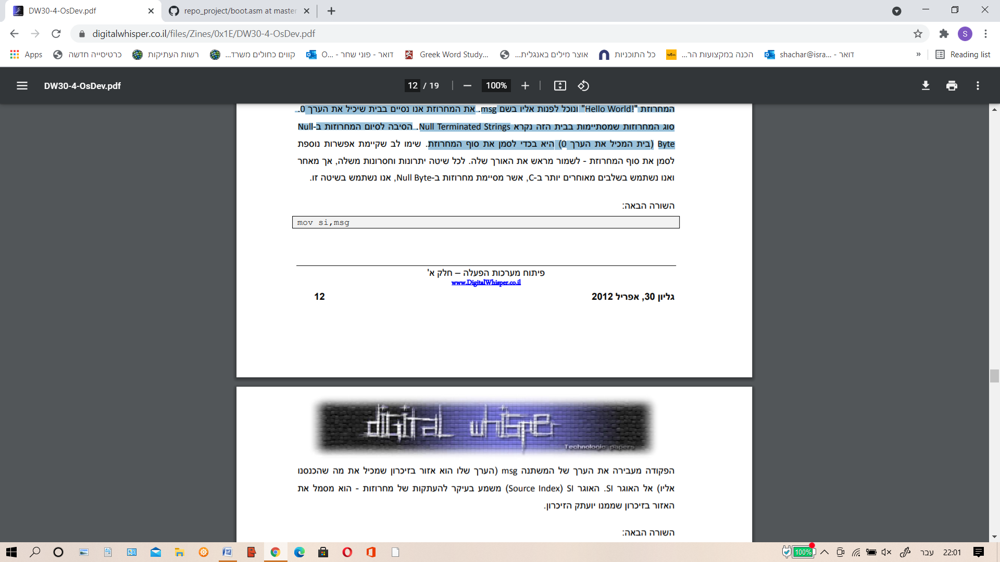 DW30-4-OsDev.pdf
repo_project/boot.asm at master
digitalwhisper.co.il/files/Zines/0x1E/DW30-4-OsDev.pdf
S
Apps
כרטיסייה חדשה
רשות העתיקות
קווים כחולים משרד...
דואר - פוני שחר - O...
Greek Word Study...
אוצר מילים באנגלית...
כל התוכניות
הכנה במקצועות הר...
דואר - shachar@isra...
»
Reading list
DW30-4-OsDev.pdf
12 / 19
100%
המחרוזת "Hello World!" ונוכל לפנות אליו בשם msg. את המחרוזת אנו נסיים בבית שיכיל את הערך 0.
סוג המחרוזות שמסתיימות בבית הזה נקרא Null Terminated Strings. הסיבה לסיום המחרוזות ב-Null
Byte (בית המכיל את הערך 0) היא בכדי לסמן את סוף המחרוזת. שימו לב שקיימת אפשרות נוספת
לסמן את סוף המחרוזת - לשמור מראש את האורך שלה. לכל שיטה יתרונות וחסרונות משלה, אך מאחר
ואנו נשתמש בשלבים מאוחרים יותר ב-C, אשר מסיימת מחרוזות ב-Null Byte, אנו נשתמש בשיטה זו.
השורה הבאה:
mov si,msg
פיתוח מערכות הפעלה – חלק א'
www.DigitalWhisper.co.il
גליון 30, אפריל 2012
12
digital whisper
Technologic papers
הפקודה מעבירה את הערך של המשתנה msg (הערך שלו הוא אזור בזיכרון שמכיל את מה שהכנסנו
אליו) אל האוגר SI. האוגר SI (Source Index) משמע בעיקר להעתקות של מחרוזות - הוא מסמל את
האזור בזיכרון שממנו יועתק הזיכרון.
השורה הבאה:
100%
עבר
22:01